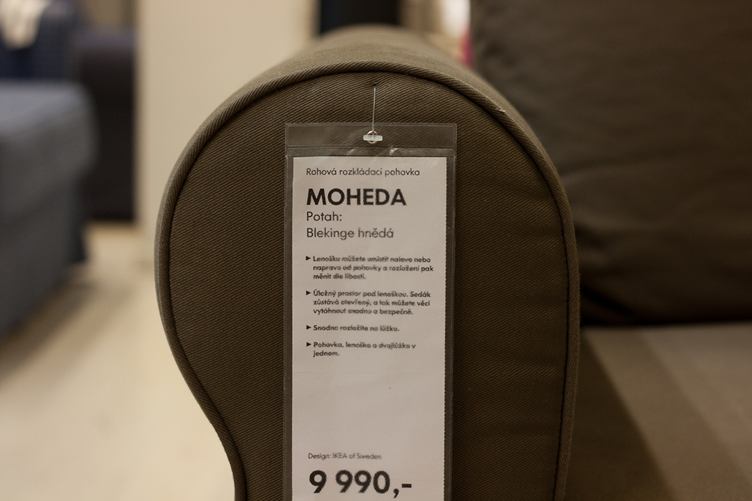 Rohová rozkládací pohovka
MOHEDA
Potah:
Blekinge hnědá
▶ Lenošku můžete umístit nalevo nebo
napravo od pohovky a rozložení pak
měnit dle libosti.
▶ Úložný prostor pod lenoškou. Sedák
zůstává otevřený, a tak můžete věci
vytáhnout snadno a bezpečně.
▶ Snadno rozložíte na lůžko.
▶ Pohovka, lenoška a dvojlůžko v
jednom.
Design: IKEA of Sweden
9 990,-